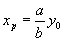 x_p = a/b y_0